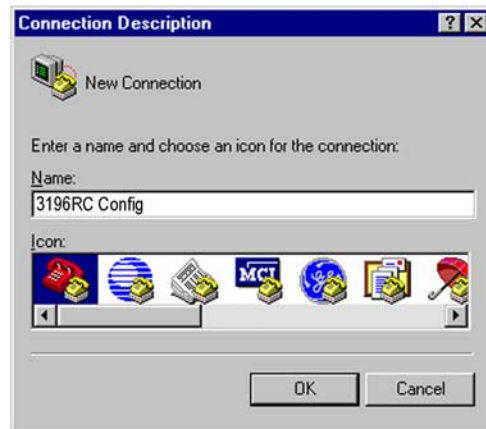 Connection Description
New Connection
Enter a name and choose an icon for the connection:
Name:
3196RC Config
Icon:
MCI
OK Cancel